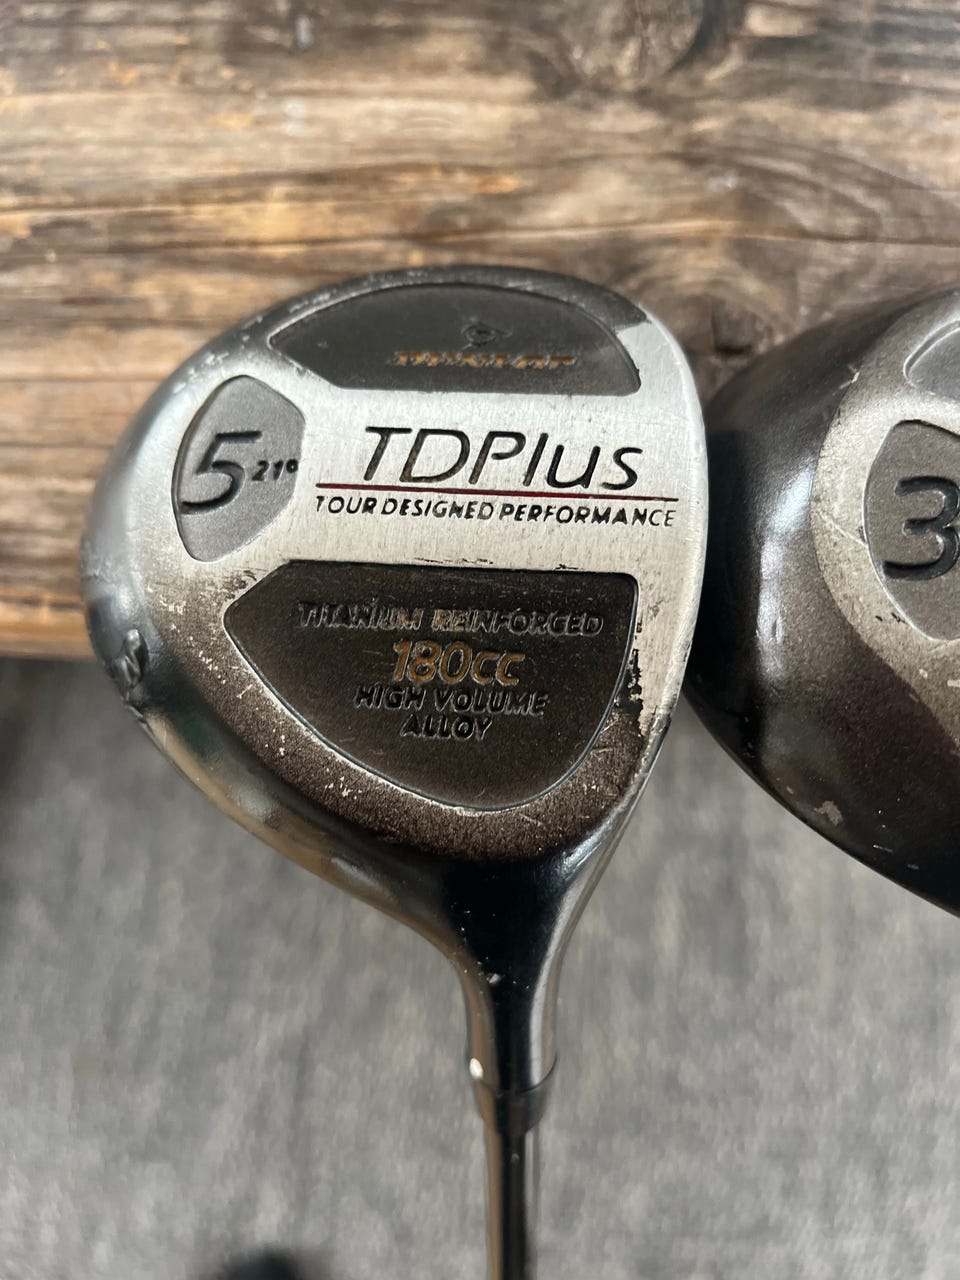 DUNLOP
5 21°
TDPlus
TOUR DESIGNED PERFORMANCE
TITANIUM REINFORCED
180cc
HIGH VOLUME
ALLOY
3